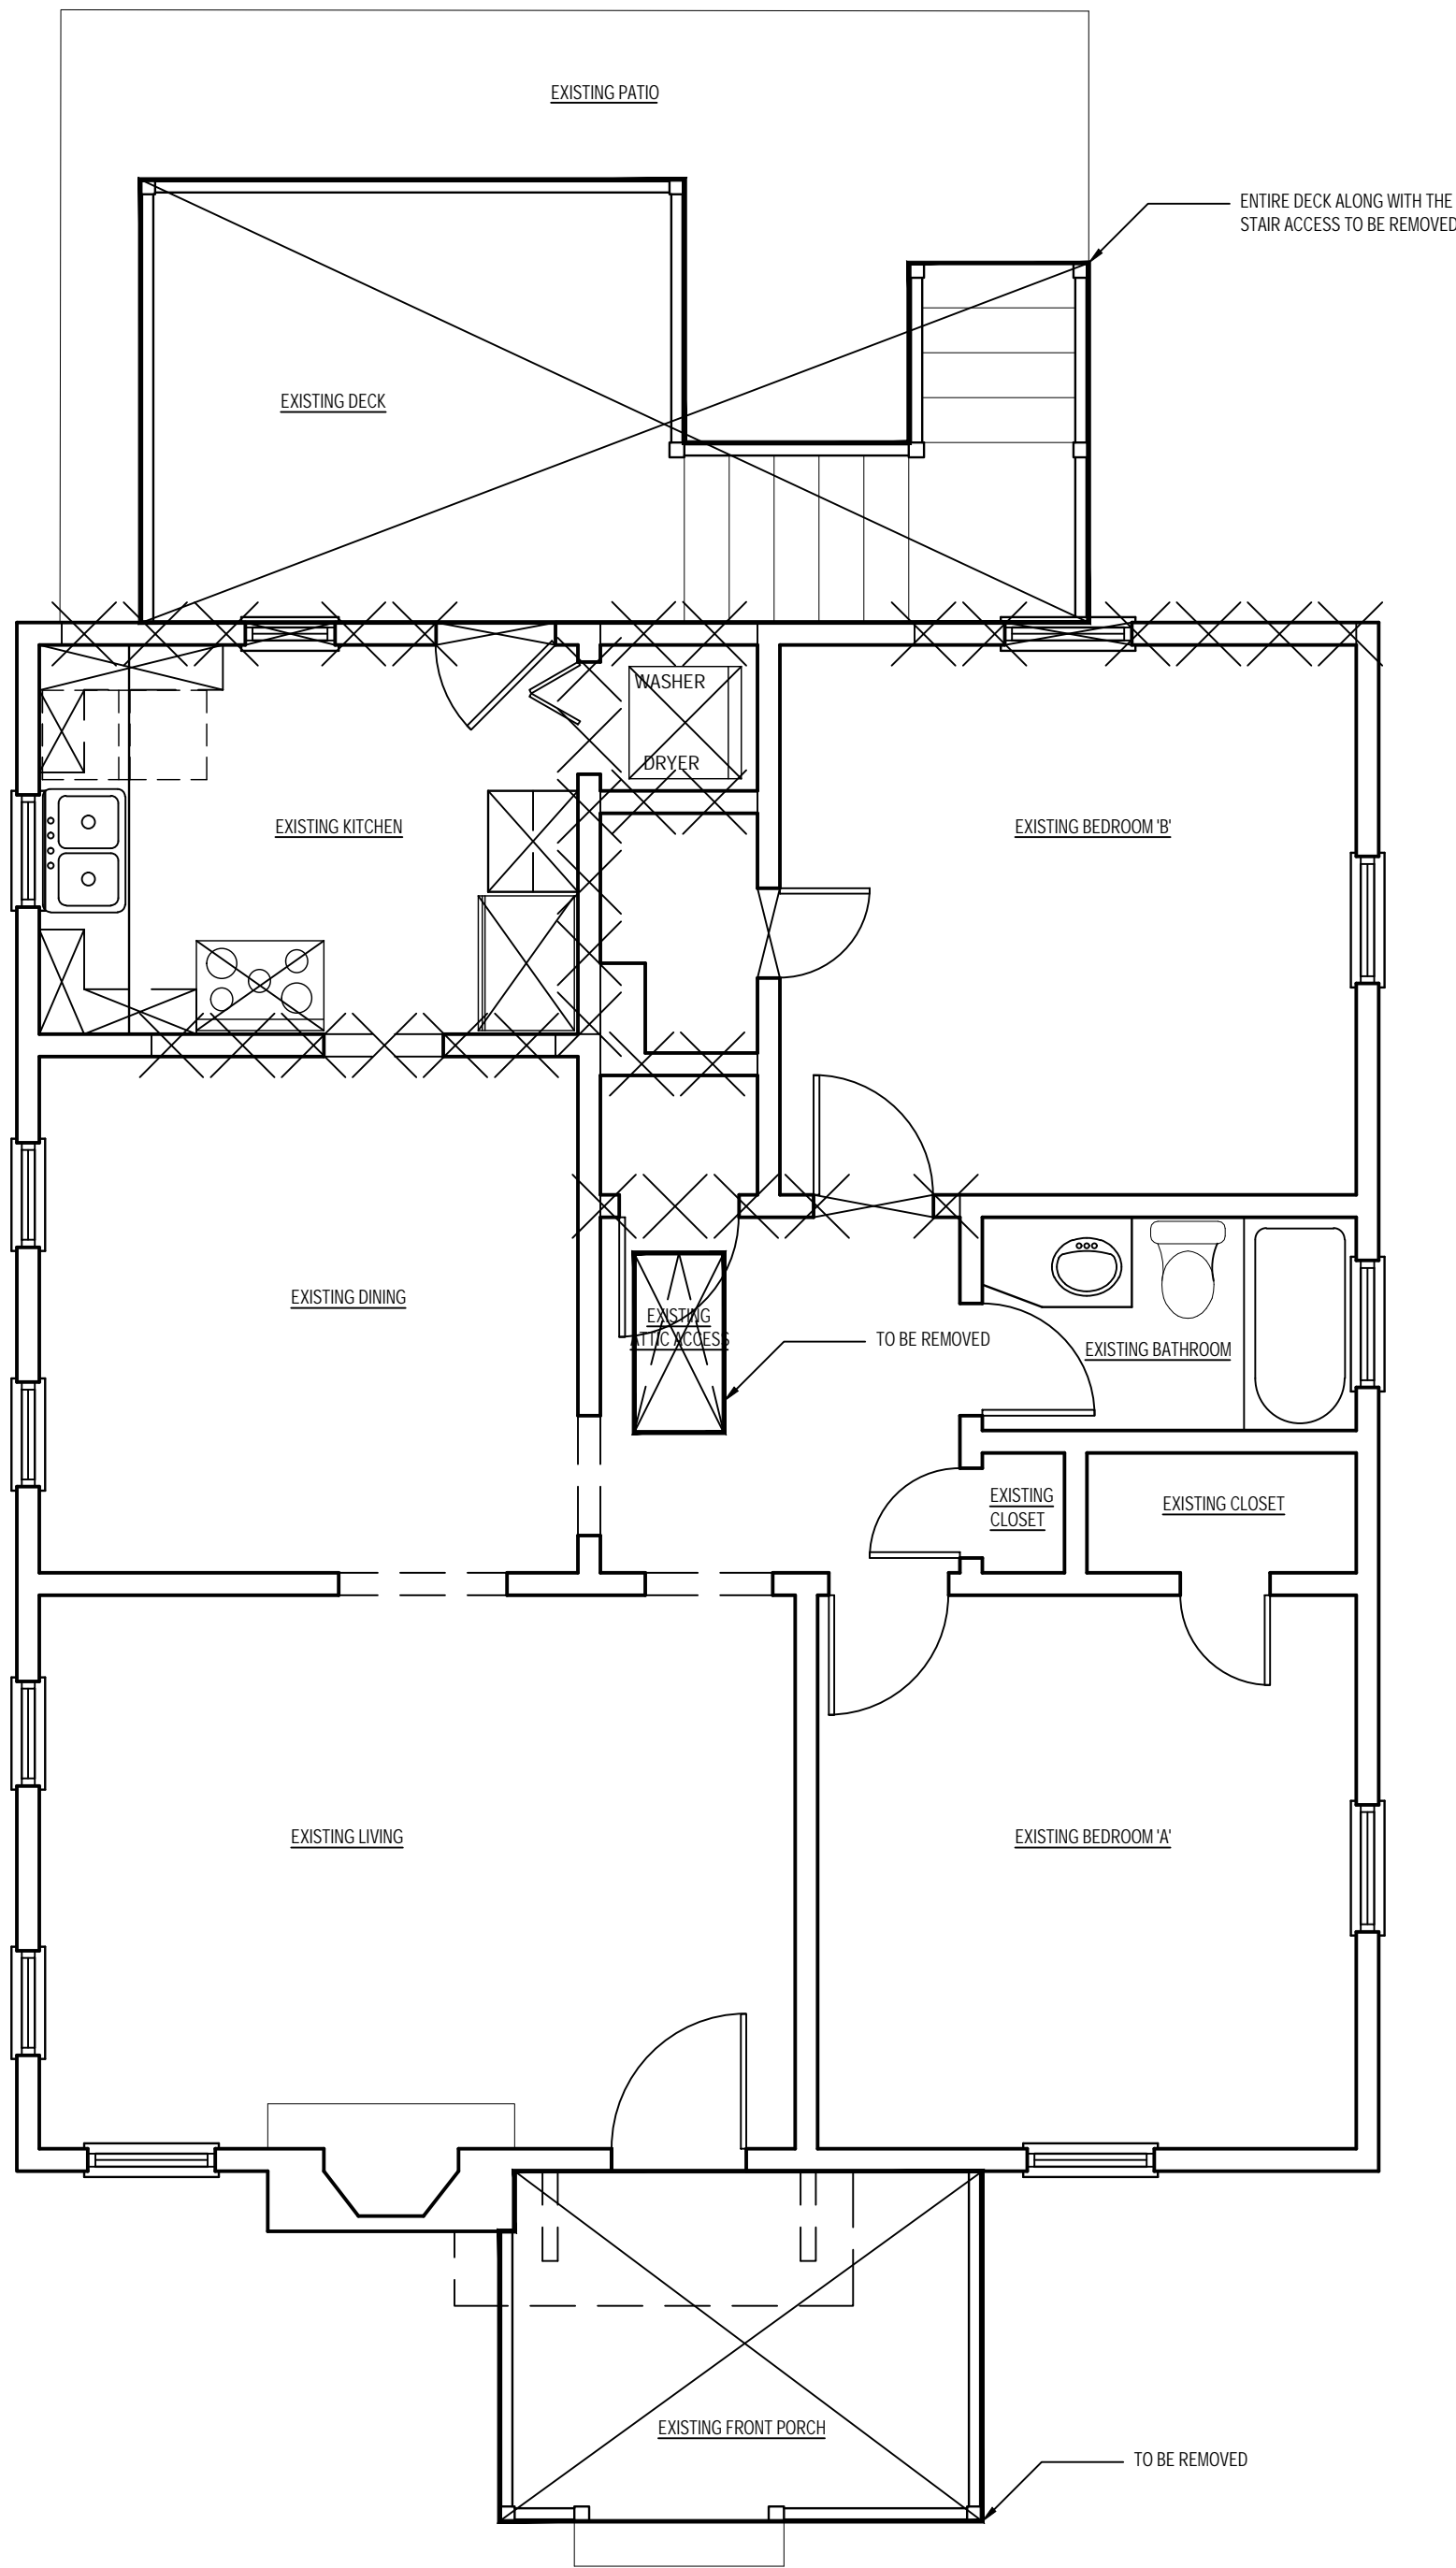 EXISTING PATIO
ENTIRE DECK ALONG WITH THE
STAIR ACCESS TO BE REMOVED
EXISTING DECK
WASHER
DRYER
EXISTING KITCHEN
EXISTING BEDROOM 'B'
EXISTING DINING
EXISTING
ATTIC ACCESS
TO BE REMOVED
EXISTING BATHROOM
EXISTING
CLOSET
EXISTING CLOSET
EXISTING LIVING
EXISTING BEDROOM 'A'
EXISTING FRONT PORCH
TO BE REMOVED